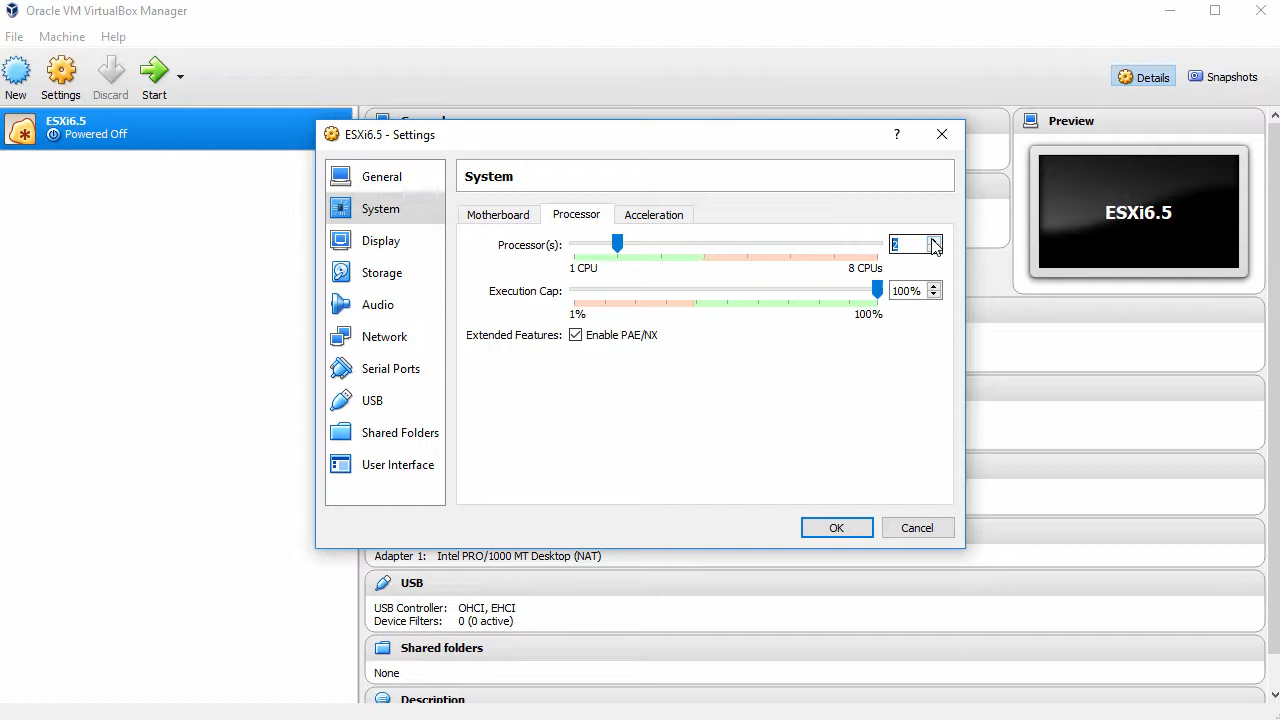 Oracle VM VirtualBox Manager
File Machine Help
New Settings Discard Start
Details Snapshots
ESXi6.5
Powered Off
Preview
ESXi6.5
ESXi6.5 - Settings
?
General
System
Display
Storage
Audio
Network
Serial Ports
USB
Shared Folders
User Interface
System
Motherboard Processor Acceleration
Processor(s): 2
1 CPU 8 CPUs
Execution Cap: 100%
1% 100%
Extended Features: Enable PAE/NX
OK Cancel
Adapter 1: Intel PRO/1000 MT Desktop (NAT)
USB
USB Controller: OHCI, EHCI
Device Filters: 0 (0 active)
Shared folders
None
Description